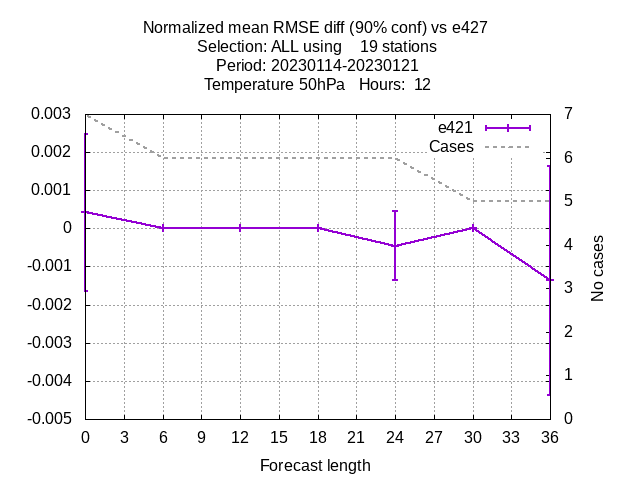 Normalized mean RMSE diff (90% conf) vs e427
Selection: ALL using    19 stations
Period: 20230114-20230121
Temperature 50hPa   Hours:  12
e421
Cases
0.003
0.002
0.001
0
-0.001
-0.002
-0.003
-0.004
-0.005
7
6
5
4
3
2
1
0
No cases
0 3 6 9 12 15 18 21 24 27 30 33 36
Forecast length